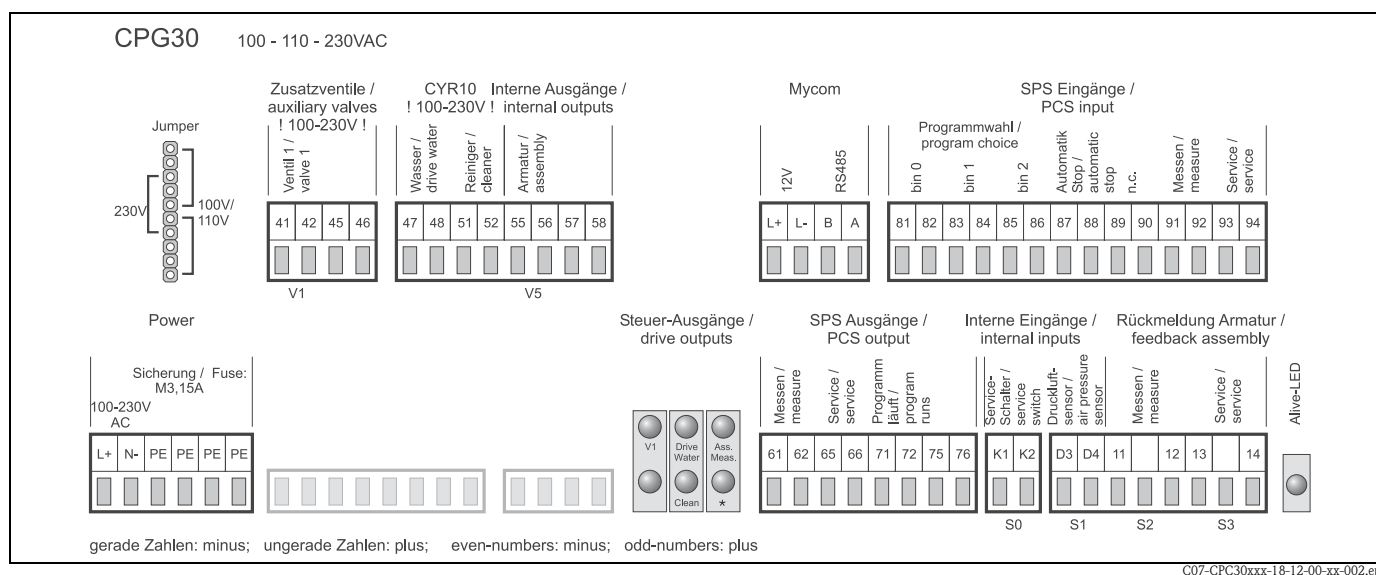 CPG30 100 - 110 - 230VAC
Jumper
230V
100V/
110V
Zusatzventile /
auxiliary valves
! 100-230V !
Ventil 1 /
valve 1
41 42 45 46
V1
CYR10
! 100-230V !
Wasser /
drive water
Reiniger /
cleaner
Interne Ausgänge /
internal outputs
Armatur /
assembly
47 48 51 52 55 56 57 58
V5
Mycom
12V
RS485
L+ L- B A
SPS Eingänge /
PCS input
Programmwahl /
program choice
bin 0
bin 1
bin 2
Automatik
Stop /
automatic
stop
n.c.
Messen /
measure
Service /
service
81 82 83 84 85 86 87 88 89 90 91 92 93 94
Power
Sicherung / Fuse:
M3,15A
100-230V
AC
L+ N- PE PE PE PE
Steuer-Ausgänge /
drive outputs
V1
Drive
Water
Ass.
Meas.
Clean
*
SPS Ausgänge /
PCS output
Messen /
measure
Service /
service
Programm
läuft /
program
runs
61 62 65 66 71 72 75 76
Interne Eingänge /
internal inputs
Service-
Schalter /
service
switch
Druckluft-
sensor /
air pressure
sensor
K1 K2
S0
Rückmeldung Armatur /
feedback assembly
Messen /
measure
Service /
service
D3 D4 11 12 13 14
S1 S2 S3
Alive-LED
gerade Zahlen: minus; ungerade Zahlen: plus; even-numbers: minus; odd-numbers: plus
C07-CPC30xxx-18-12-00-xx-002.e